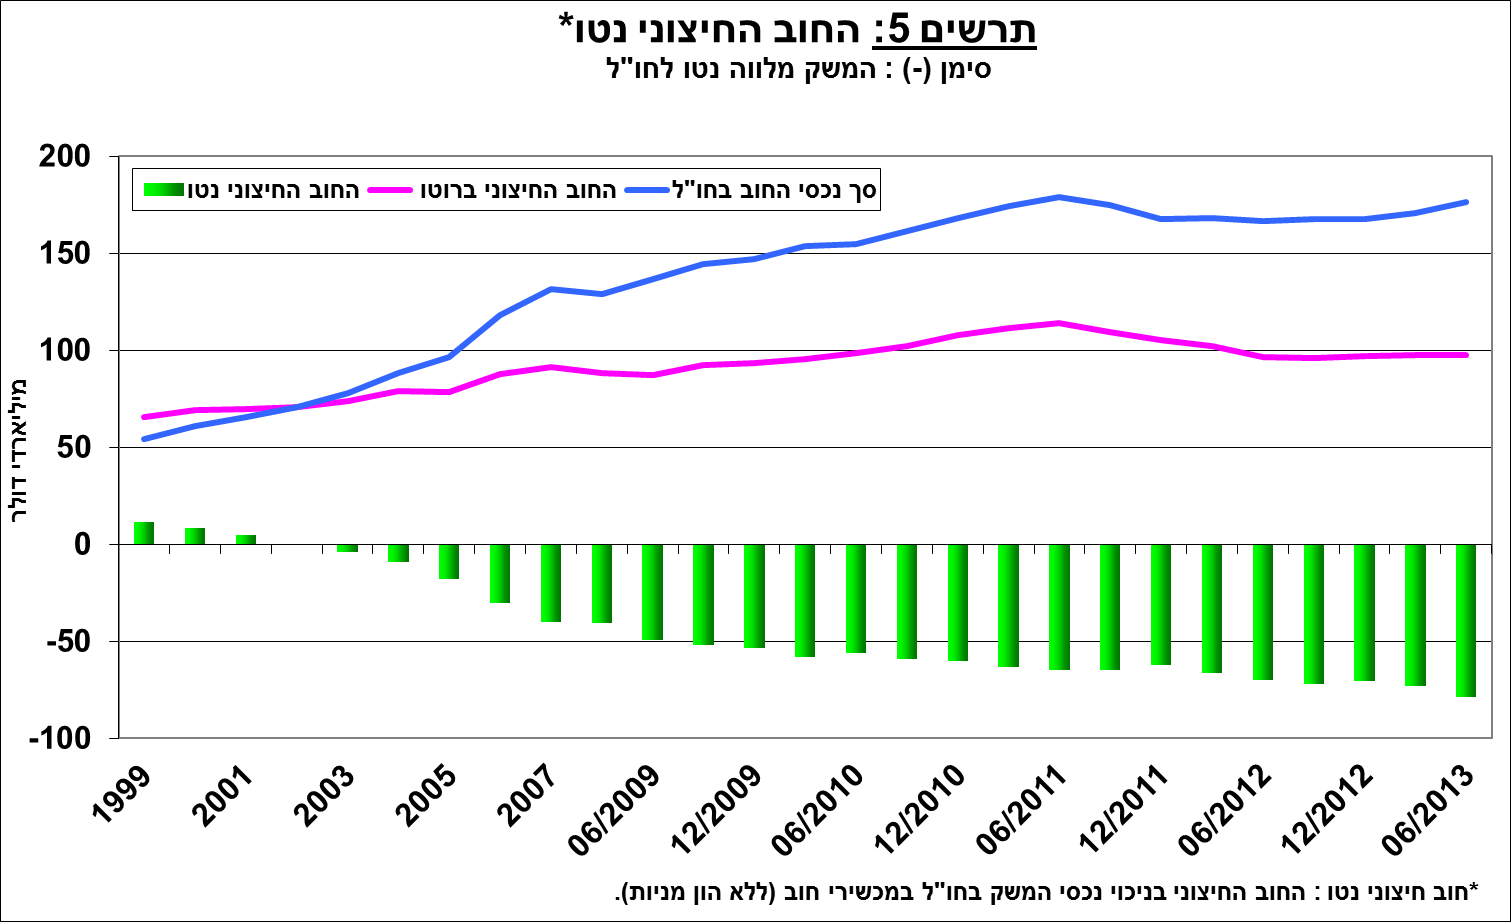 תרשים 5: החוב החיצוני נטו*
סימן (-) : המשק מלווה נטו לחו"ל
סך נכסי החוב בחו"ל החוב החיצוני ברוטו החוב החיצוני נטו
מיליארדי דולר
200
150
100
50
0
-50
-100
1999 2001 2003 2005 2007 06/2009 12/2009 06/2010 12/2010 06/2011 12/2011 06/2012 12/2012 06/2013
*חוב חיצוני נטו : החוב החיצוני בניכוי נכסי המשק בחו"ל במכשירי חוב (ללא הון מניות).